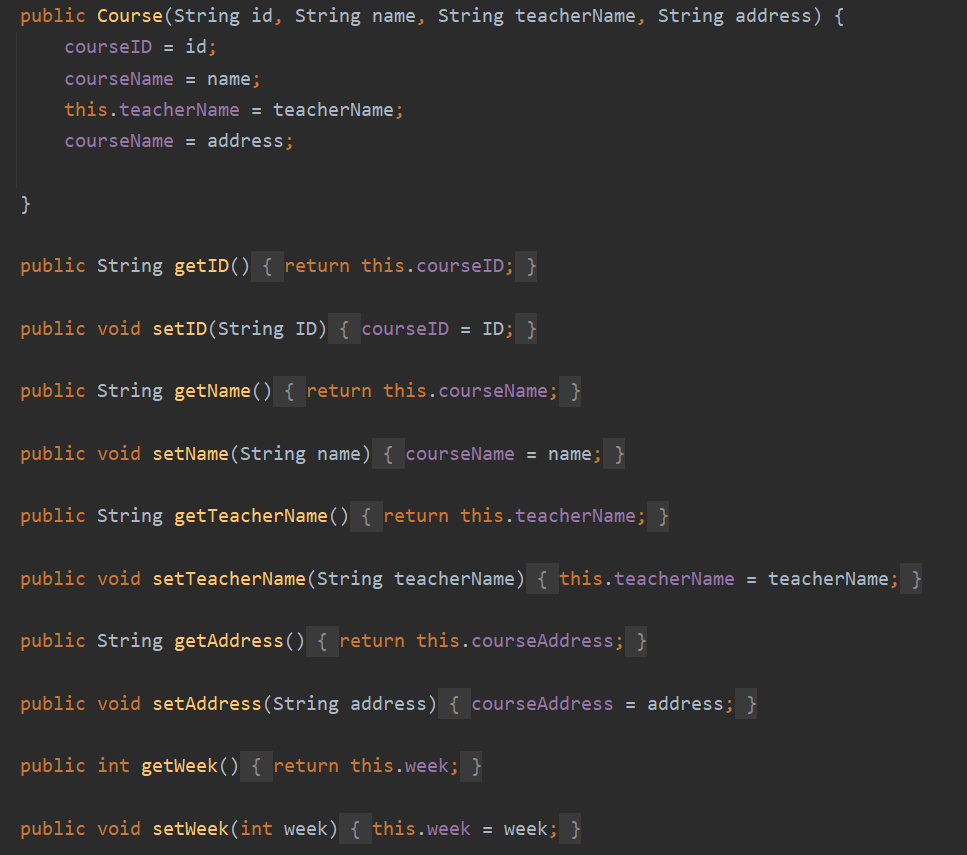 public Course(String id, String name, String teacherName, String address) {
courseID = id;
courseName = name;
this.teacherName = teacherName;
courseName = address;
}
public String getID() { return this.courseID; }
public void setID(String ID) { courseID = ID; }
public String getName() { return this.courseName; }
public void setName(String name) { courseName = name; }
public String getTeacherName() { return this.teacherName; }
public void setTeacherName(String teacherName) { this.teacherName = teacherName; }
public String getAddress() { return this.courseAddress; }
public void setAddress(String address) { courseAddress = address; }
public int getWeek() { return this.week; }
public void setWeek(int week) { this.week = week; }